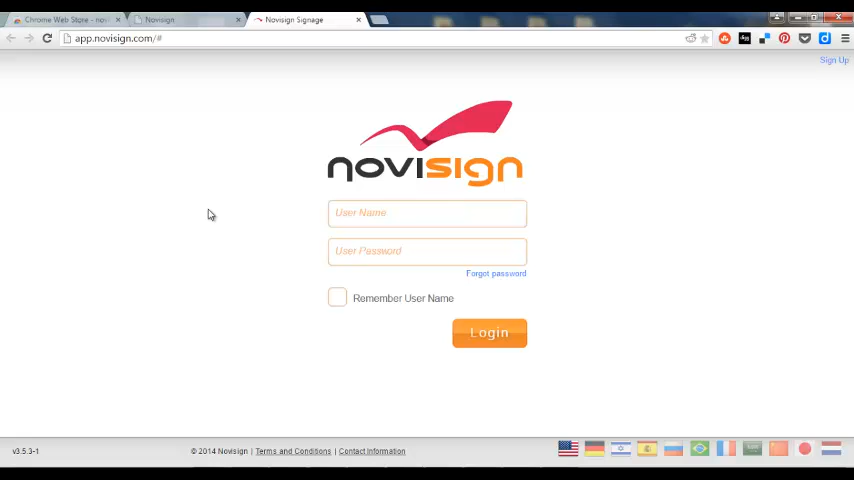 Chrome Web Store - novi
Novisign
Novisign Signage
app.novisign.com/#
Sign Up
novisign
User Name
User Password
Forgot password
Remember User Name
Login
v3.5.3-1
© 2014 Novisign | Terms and Conditions | Contact Information